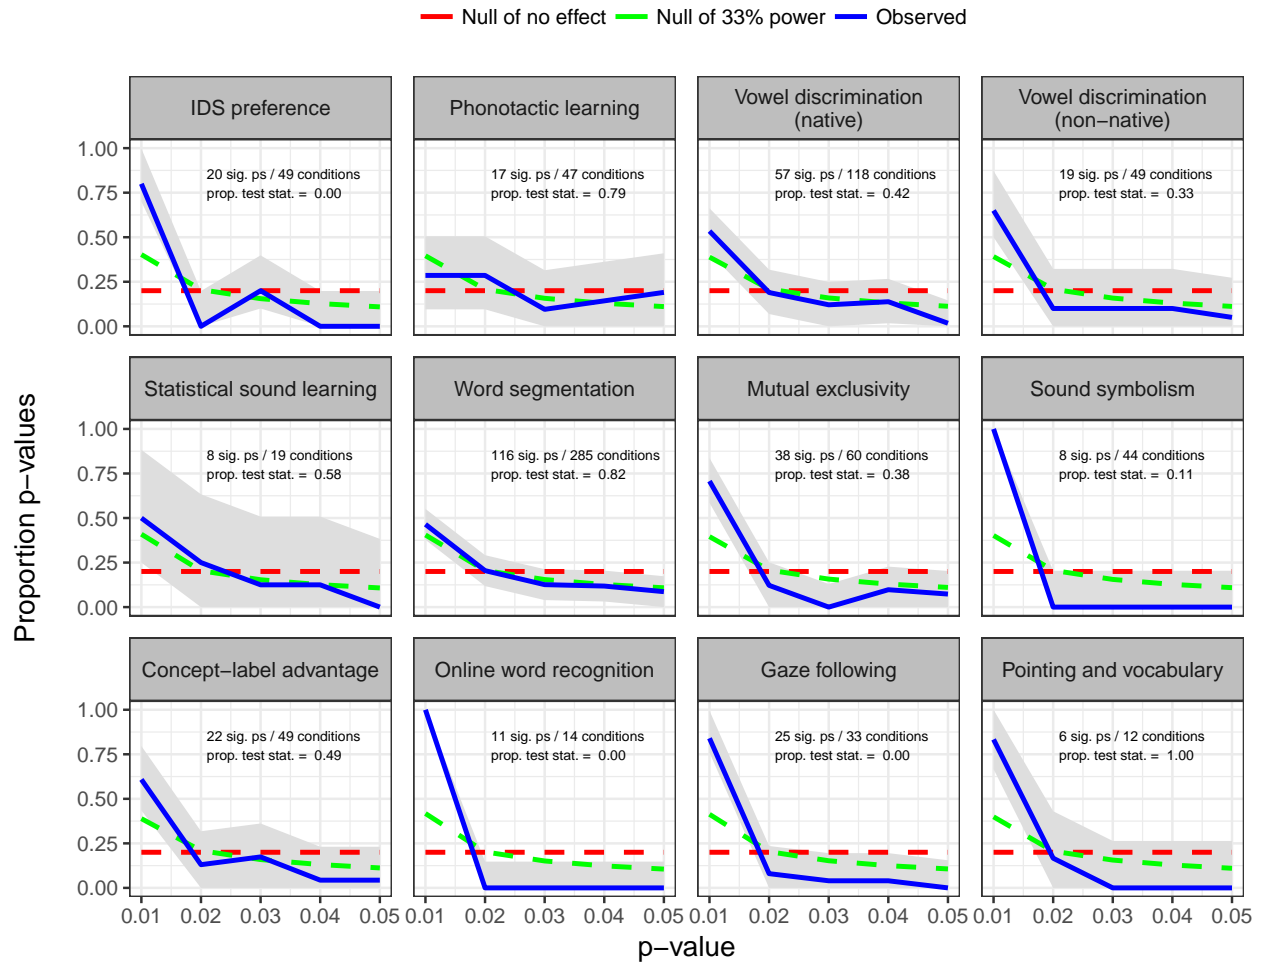 Null of no effect Null of 33% power Observed
IDS preference
Phonotactic learning
Vowel discrimination
(native)
Vowel discrimination
(non−native)
1.00
0.75
0.50
0.25
0.00
20 sig. ps / 49 conditions
prop. test stat. = 0.00
17 sig. ps / 47 conditions
prop. test stat. = 0.79
57 sig. ps / 118 conditions
prop. test stat. = 0.42
19 sig. ps / 49 conditions
prop. test stat. = 0.33
Statistical sound learning
Word segmentation
Mutual exclusivity
Sound symbolism
1.00
0.75
0.50
0.25
0.00
8 sig. ps / 19 conditions
prop. test stat. = 0.58
116 sig. ps / 285 conditions
prop. test stat. = 0.82
38 sig. ps / 60 conditions
prop. test stat. = 0.38
8 sig. ps / 44 conditions
prop. test stat. = 0.11
Concept−label advantage
Online word recognition
Gaze following
Pointing and vocabulary
1.00
0.75
0.50
0.25
0.00
22 sig. ps / 49 conditions
prop. test stat. = 0.49
11 sig. ps / 14 conditions
prop. test stat. = 0.00
25 sig. ps / 33 conditions
prop. test stat. = 0.00
6 sig. ps / 12 conditions
prop. test stat. = 1.00
0.01 0.02 0.03 0.04 0.05 0.01 0.02 0.03 0.04 0.05 0.01 0.02 0.03 0.04 0.05 0.01 0.02 0.03 0.04 0.05
p−value
Proportion p−values